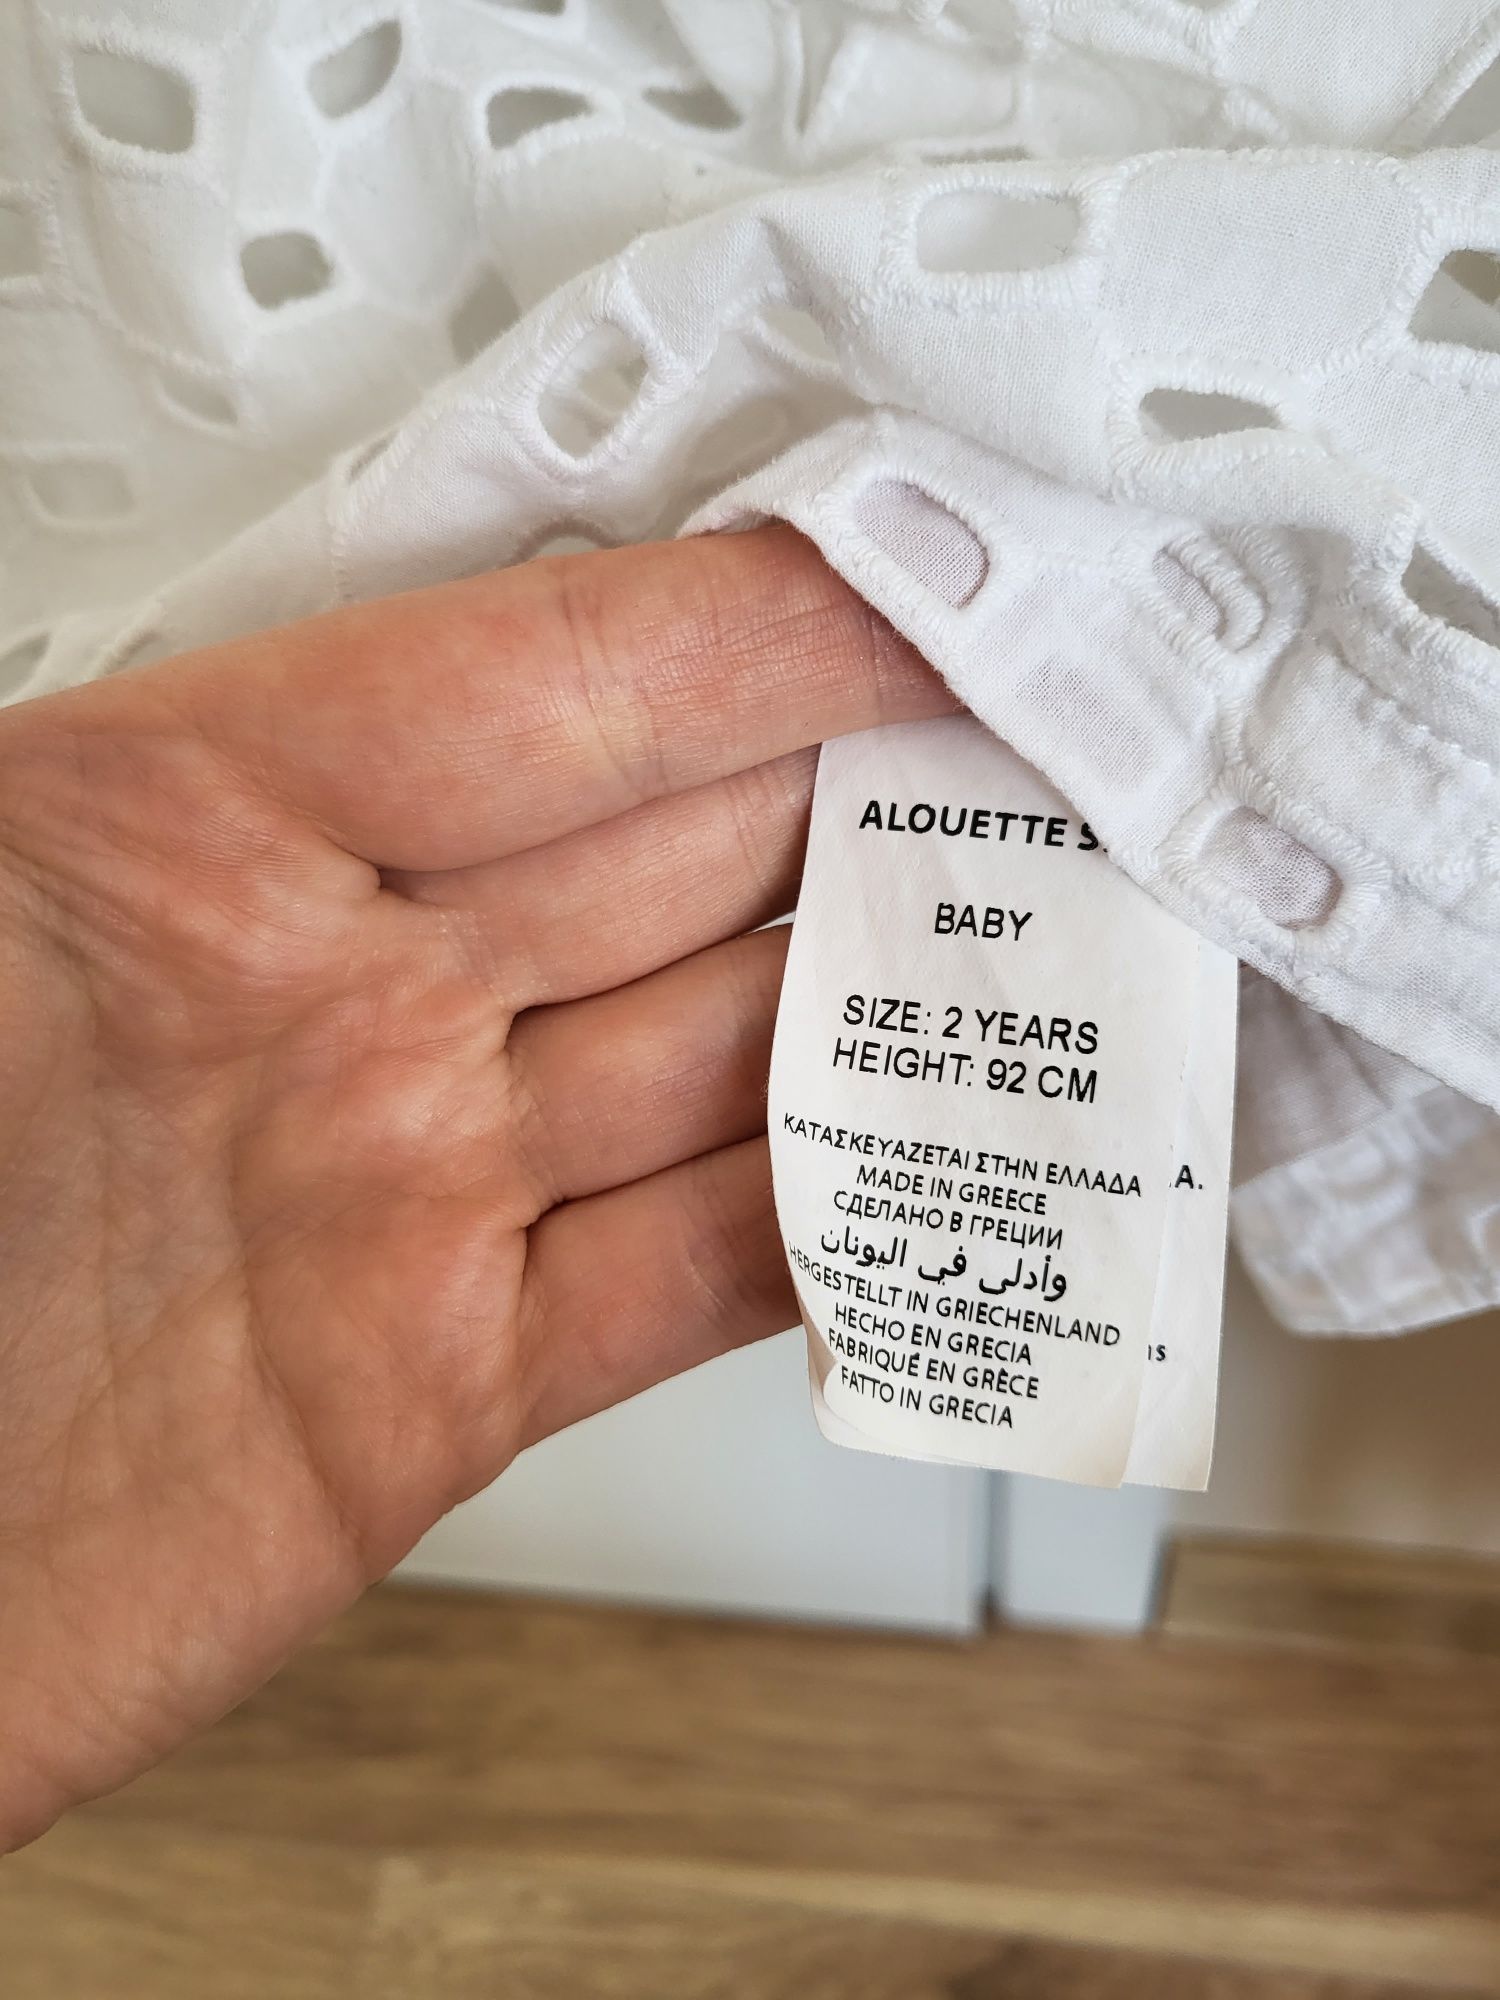 ALOUETTE S.
BABY
SIZE: 2 YEARS
HEIGHT: 92 CM
ΚΑΤΑΣΚΕΥΑΖΕΤΑΙ ΣΤΗΝ ΕΛΛΑΔΑ
MADE IN GREECE
СДЕЛАНО В ГРЕЦИИ
وأدلى في اليونان
HERGESTELLT IN GRIECHENLAND
HECHO EN GRECIA
FABRIQUÉ EN GRÈCE
FATTO IN GRECIA
.A.